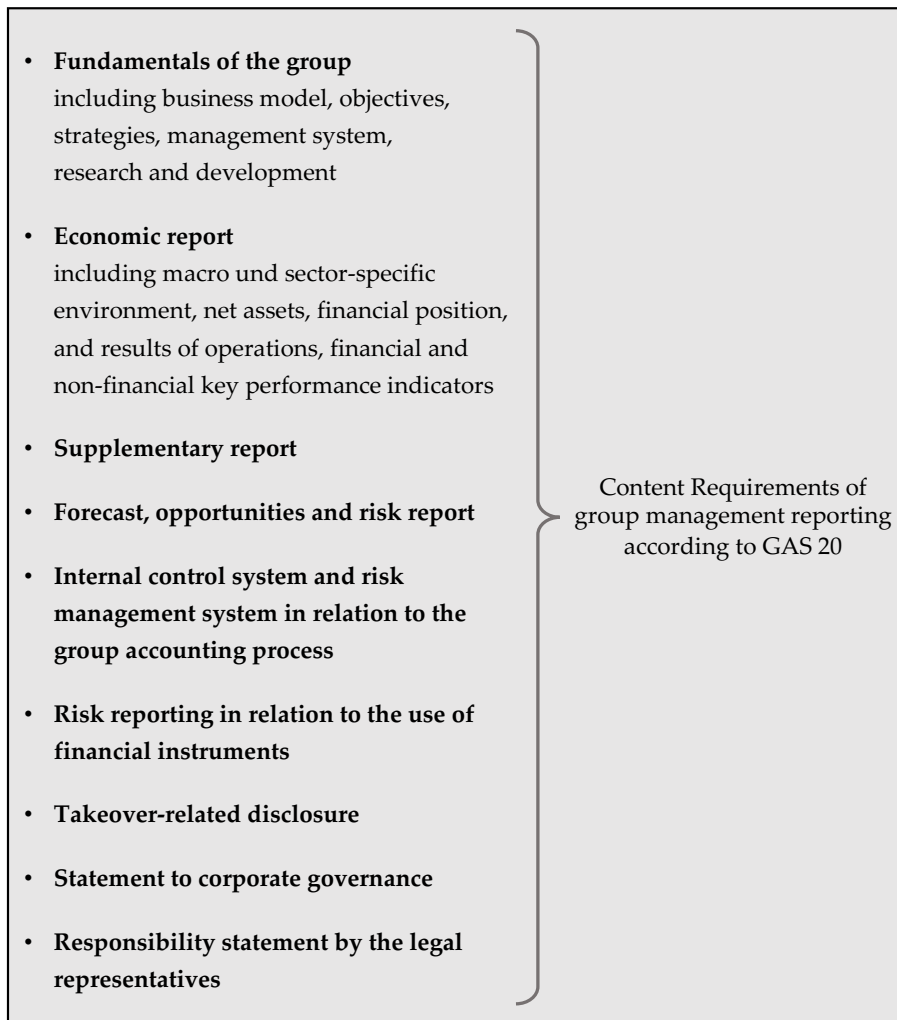 • Fundamentals of the group
including business model, objectives,
strategies, management system,
research and development
• Economic report
including macro und sector-specific
environment, net assets, financial position,
and results of operations, financial and
non-financial key performance indicators
• Supplementary report
• Forecast, opportunities and risk report
• Internal control system and risk
management system in relation to the
group accounting process
• Risk reporting in relation to the use of
financial instruments
• Takeover-related disclosure
• Statement to corporate governance
• Responsibility statement by the legal
representatives
Content Requirements of
group management reporting
according to GAS 20